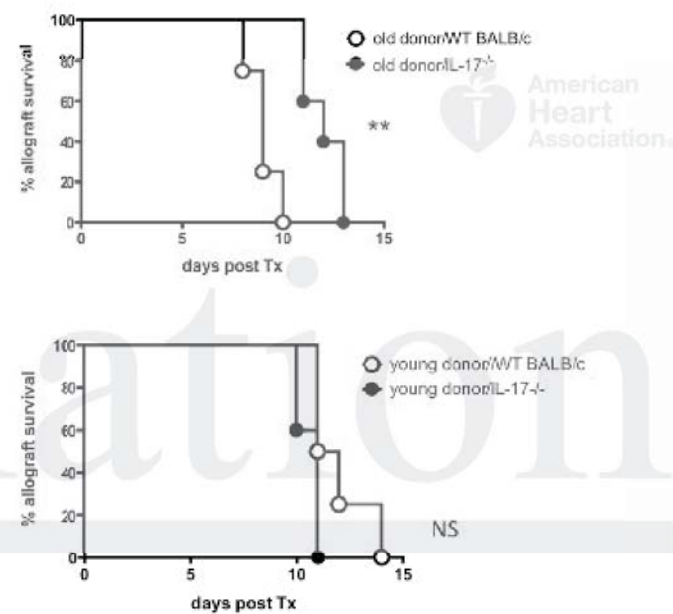 100
80
60
40
20
0
% allograft survival
0 5 10 15
days post Tx
old donor/WT BALB/c
old donor/IL-17-/-
**
American
Heart
Association®
100
80
60
40
20
0
% allograft survival
0 5 10 15
days post Tx
young donor/WT BALB/c
young donor/IL-17-/-
NS
ation